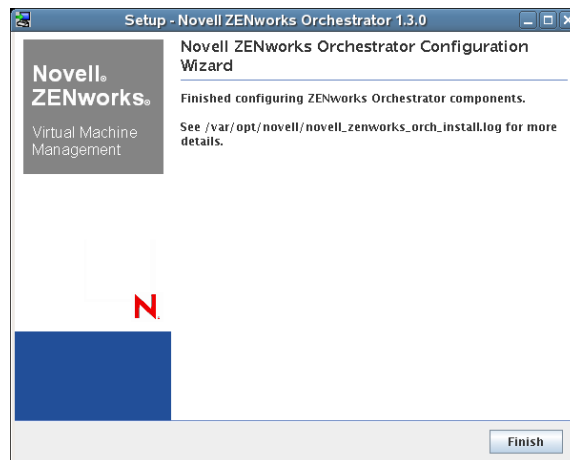 Setup - Novell ZENworks Orchestrator 1.3.0
Novell®
ZENworks®
Virtual Machine
Management
Novell ZENworks Orchestrator Configuration
Wizard
Finished configuring ZENworks Orchestrator components.
See /var/opt/novell/novell_zenworks_orch_install.log for more
details.
N.
Finish